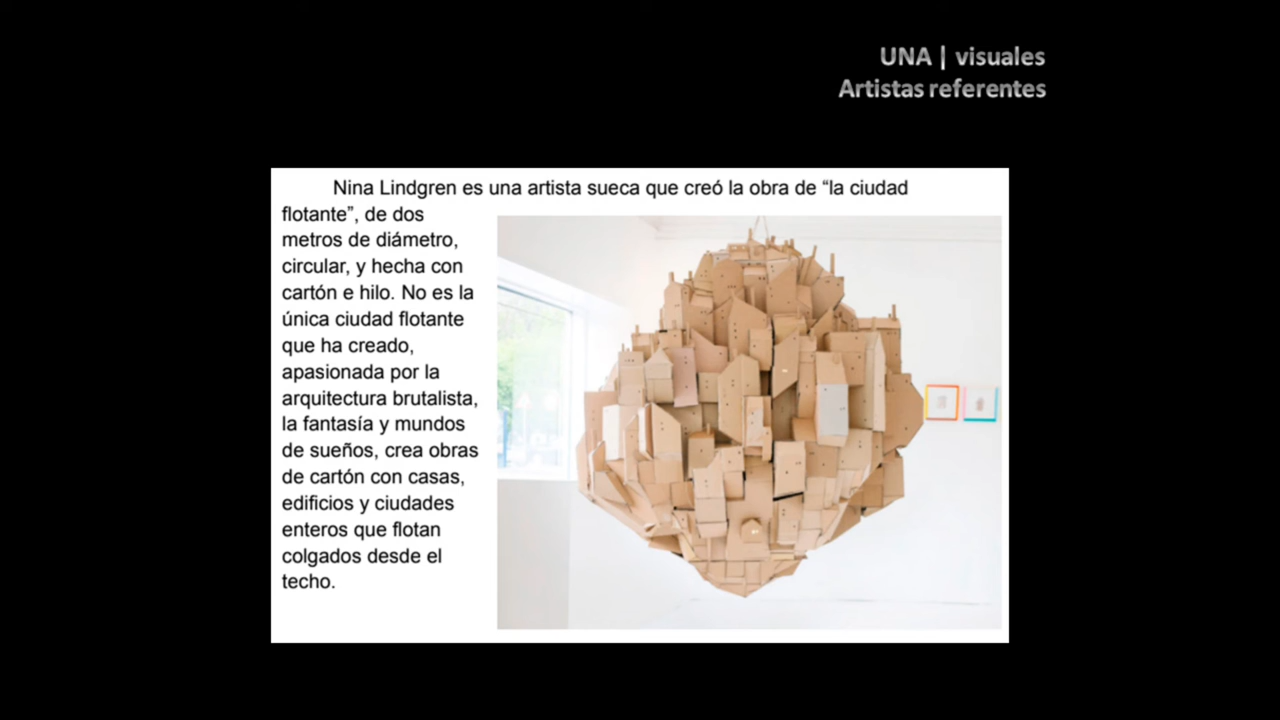 UNA | visuales
Artistas referentes
Nina Lindgren es una artista sueca que creó la obra de “la ciudad
flotante”, de dos
metros de diámetro,
circular, y hecha con
cartón e hilo. No es la
única ciudad flotante
que ha creado,
apasionada por la
arquitectura brutalista,
la fantasía y mundos
de sueños, crea obras
de cartón con casas,
edificios y ciudades
enteros que flotan
colgados desde el
techo.